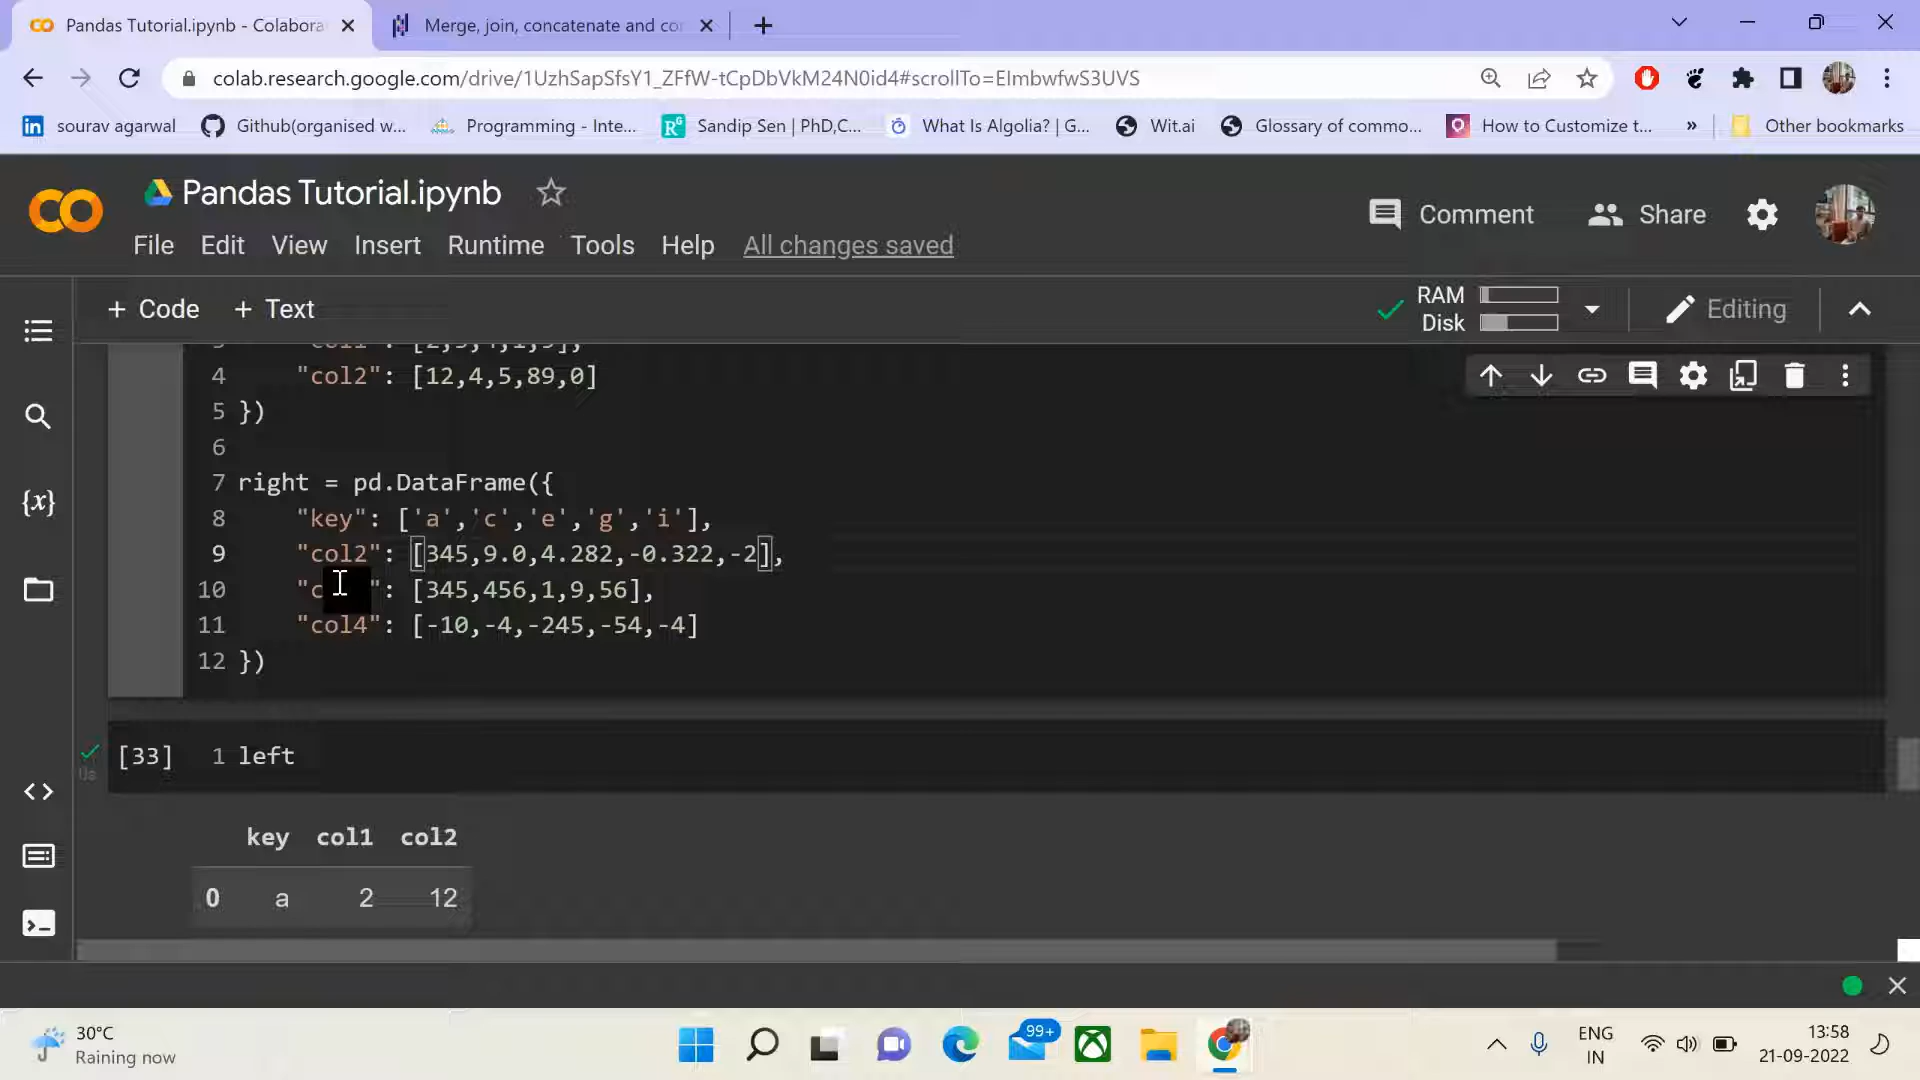 Pandas Tutorial.ipynb - Colabora
Merge, join, concatenate and co
colab.research.google.com/drive/1UzhSapSfsY1_ZFfW-tCpDbVkM24N0id4#scrollTo=EImbwfwS3UVS
sourav agarwal
Github(organised w...
Programming - Inte...
Sandip Sen | PhD,C...
What Is Algolia? | G...
Wit.ai
Glossary of commo...
How to Customize t...
»
Other bookmarks
Pandas Tutorial.ipynb
Comment
Share
File Edit View Insert Runtime Tools Help All changes saved
+ Code + Text
RAM
Disk
Editing
4 "col2": [12,4,5,89,0]
5 })
6
7 right = pd.DataFrame({
8 "key": ['a','c','e','g','i'],
9 "col2": [345,9.0,4.282,-0.322,-2],
10 "c ": [345,456,1,9,56],
11 "col4": [-10,-4,-245,-54,-4]
12 })
[33] 1 left
0s
key col1 col2
0 a 2 12
30°C
Raining now
99+
ENG
IN
13:58
21-09-2022